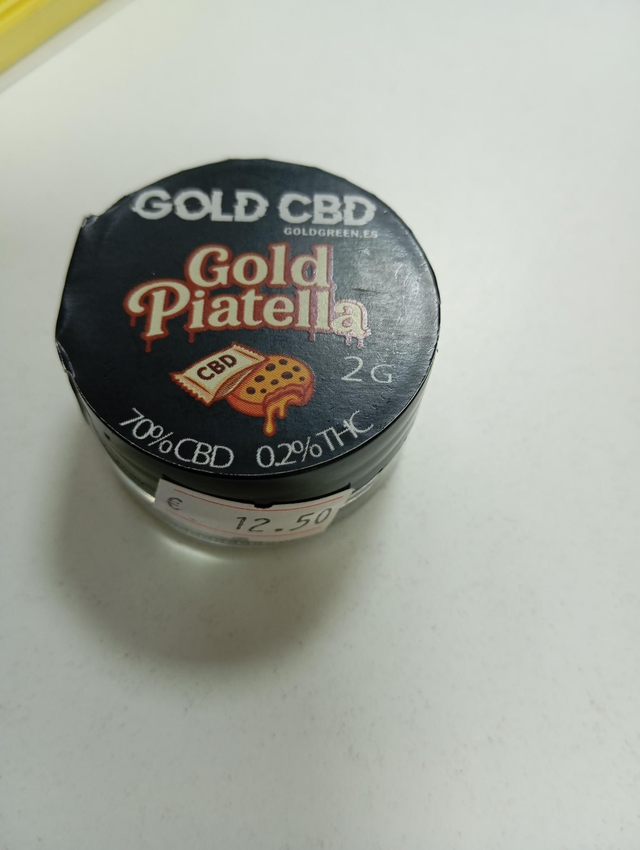 GOLD CBD
GOLDGREEN.ES
Gold
Piatella
CBD
2G
70% CBD 0.2% THC
€ 12.50